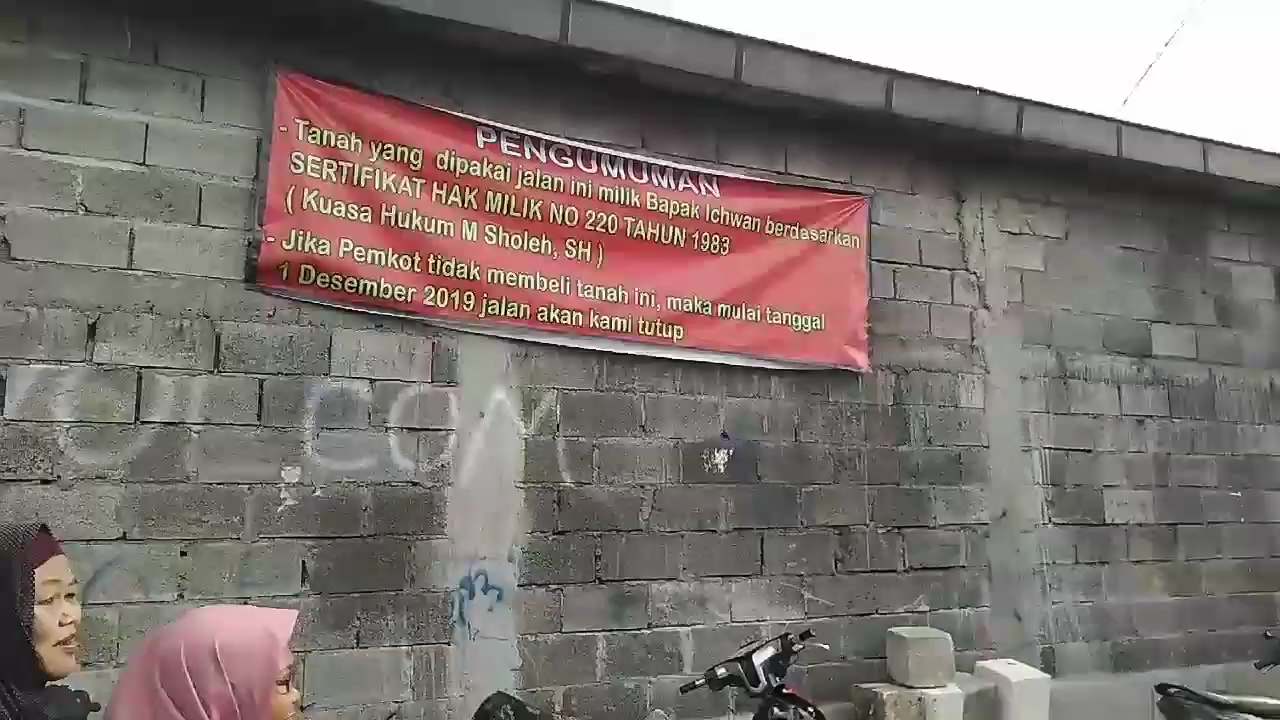 PENGUMUMAN
- Tanah yang dipakai jalan ini milik Bapak Ichwan berdasarkan
SERTIFIKAT HAK MILIK NO 220 TAHUN 1983
( Kuasa Hukum M Sholeh, SH )
- Jika Pemkot tidak membeli tanah ini, maka mulai tanggal
1 Desember 2019 jalan akan kami tutup